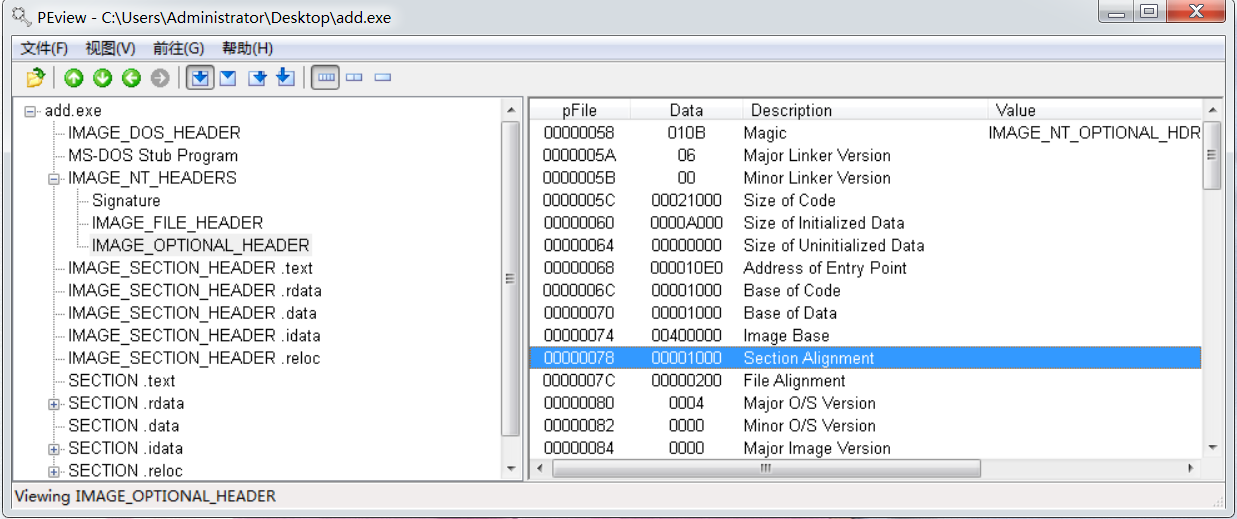 PEview - C:\Users\Administrator\Desktop\add.exe
文件(F) 视图(V) 前往(G) 帮助(H)
add.exe
IMAGE_DOS_HEADER
MS-DOS Stub Program
IMAGE_NT_HEADERS
Signature
IMAGE_FILE_HEADER
IMAGE_OPTIONAL_HEADER
IMAGE_SECTION_HEADER .text
IMAGE_SECTION_HEADER .rdata
IMAGE_SECTION_HEADER .data
IMAGE_SECTION_HEADER .idata
IMAGE_SECTION_HEADER .reloc
SECTION .text
SECTION .rdata
SECTION .data
SECTION .idata
SECTION .reloc
pFile Data Description Value
00000058 010B Magic IMAGE_NT_OPTIONAL_HDR
0000005A 06 Major Linker Version
0000005B 00 Minor Linker Version
0000005C 00021000 Size of Code
00000060 0000A000 Size of Initialized Data
00000064 00000000 Size of Uninitialized Data
00000068 000010E0 Address of Entry Point
0000006C 00001000 Base of Code
00000070 00001000 Base of Data
00000074 00400000 Image Base
00000078 00001000 Section Alignment
0000007C 00000200 File Alignment
00000080 0004 Major O/S Version
00000082 0000 Minor O/S Version
00000084 0000 Major Image Version
Viewing IMAGE_OPTIONAL_HEADER